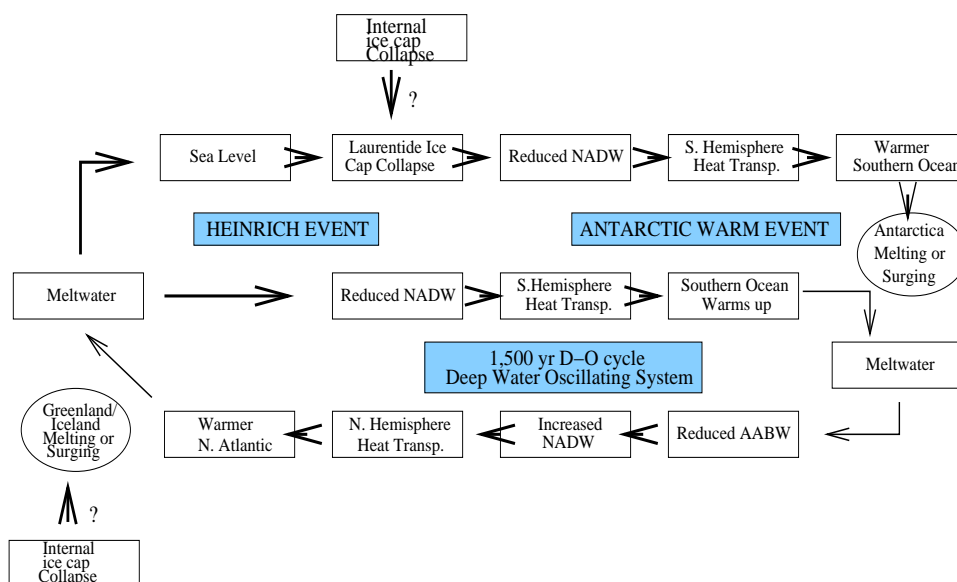 Internal
ice cap
Collapse
?
Sea Level
Laurentide Ice
Cap Collapse
Reduced NADW
S. Hemisphere
Heat Transp.
Warmer
Southern Ocean
HEINRICH EVENT
ANTARCTIC WARM EVENT
Antarctica
Melting or
Surging
Meltwater
Reduced NADW
S.Hemisphere
Heat Transp.
Southern Ocean
Warms up
1,500 yr D–O cycle
Deep Water Oscillating System
Meltwater
Greenland/
Iceland
Melting or
Surging
Warmer
N. Atlantic
N. Hemisphere
Heat Transp.
Increased
NADW
Reduced AABW
?
Internal
ice cap
Collapse